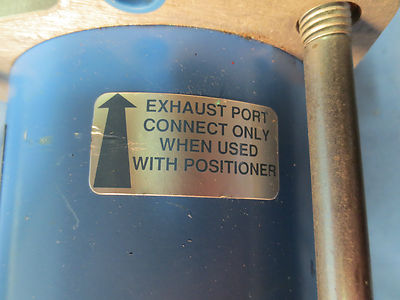 EXHAUST PORT
CONNECT ONLY
WHEN USED
WITH POSITIONER